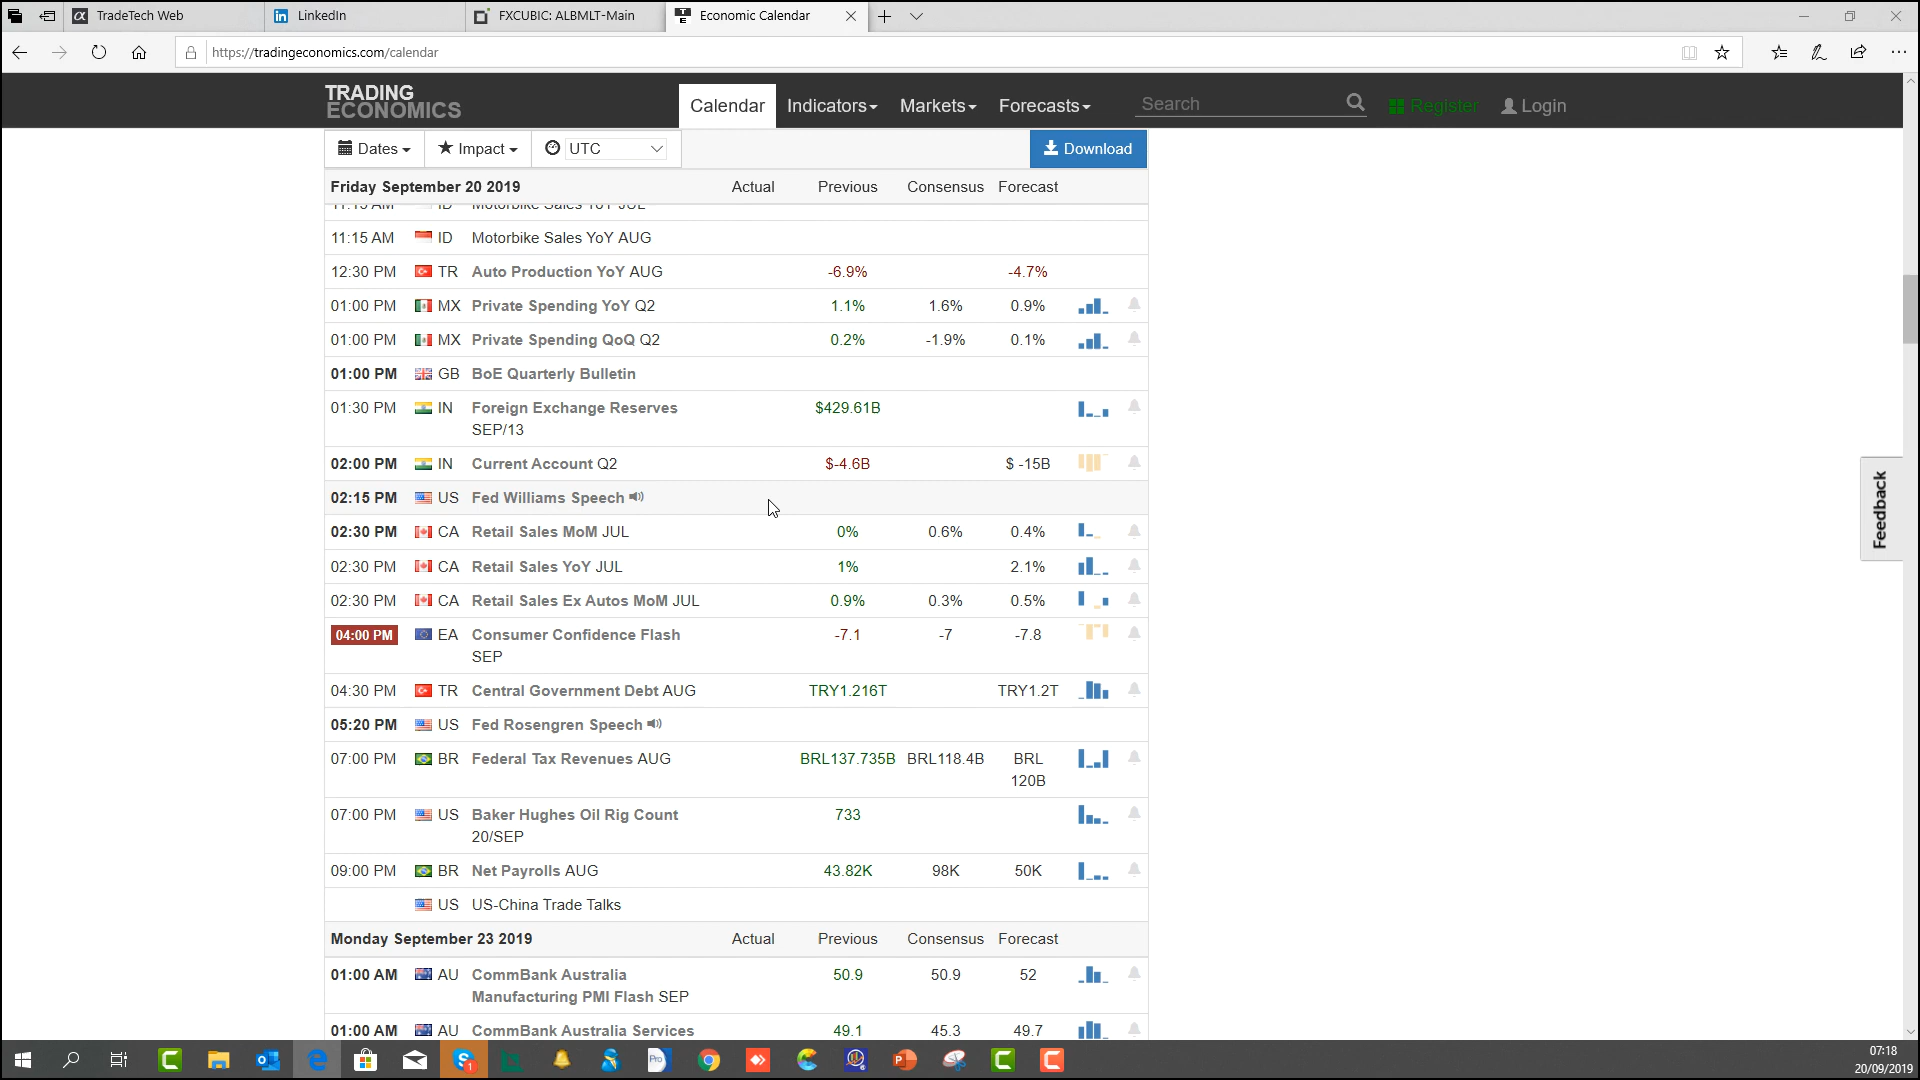 TradeTech Web
LinkedIn
FXCUBIC: ALBMLT-Main
Economic Calendar
https://tradingeconomics.com/calendar
TRADING
ECONOMICS
Calendar
Indicators
Markets
Forecasts
Search
Register
Login
Dates
Impact
UTC
Download
Friday September 20 2019 Actual Previous Consensus Forecast
11:15 AM ID Motorbike Sales YoY JUL
11:15 AM ID Motorbike Sales YoY AUG
12:30 PM TR Auto Production YoY AUG -6.9% -4.7%
01:00 PM MX Private Spending YoY Q2 1.1% 1.6% 0.9%
01:00 PM MX Private Spending QoQ Q2 0.2% -1.9% 0.1%
01:00 PM GB BoE Quarterly Bulletin
01:30 PM IN Foreign Exchange Reserves $429.61B
SEP/13
02:00 PM IN Current Account Q2 $-4.6B $ -15B
02:15 PM US Fed Williams Speech
02:30 PM CA Retail Sales MoM JUL 0% 0.6% 0.4%
02:30 PM CA Retail Sales YoY JUL 1% 2.1%
02:30 PM CA Retail Sales Ex Autos MoM JUL 0.9% 0.3% 0.5%
04:00 PM EA Consumer Confidence Flash -7.1 -7 -7.8
SEP
04:30 PM TR Central Government Debt AUG TRY1.216T TRY1.2T
05:20 PM US Fed Rosengren Speech
07:00 PM BR Federal Tax Revenues AUG BRL137.735B BRL118.4B BRL
120B
07:00 PM US Baker Hughes Oil Rig Count 733
20/SEP
09:00 PM BR Net Payrolls AUG 43.82K 98K 50K
US US-China Trade Talks
Monday September 23 2019 Actual Previous Consensus Forecast
01:00 AM AU CommBank Australia 50.9 50.9 52
Manufacturing PMI Flash SEP
01:00 AM AU CommBank Australia Services 49.1 45.3 49.7
Feedback
07:18
20/09/2019